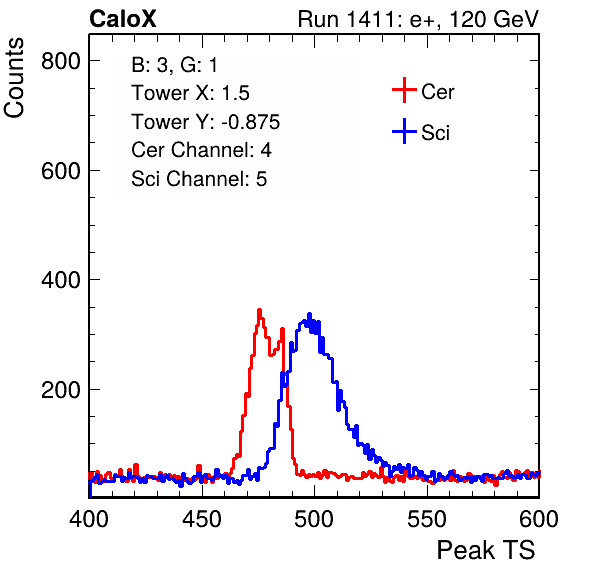 CaloX Run 1411: e+, 120 GeV
Counts
800
600
400
200
B: 3, G: 1
Tower X: 1.5
Tower Y: -0.875
Cer Channel: 4
Sci Channel: 5
Cer
Sci
400 450 500 550 600
Peak TS